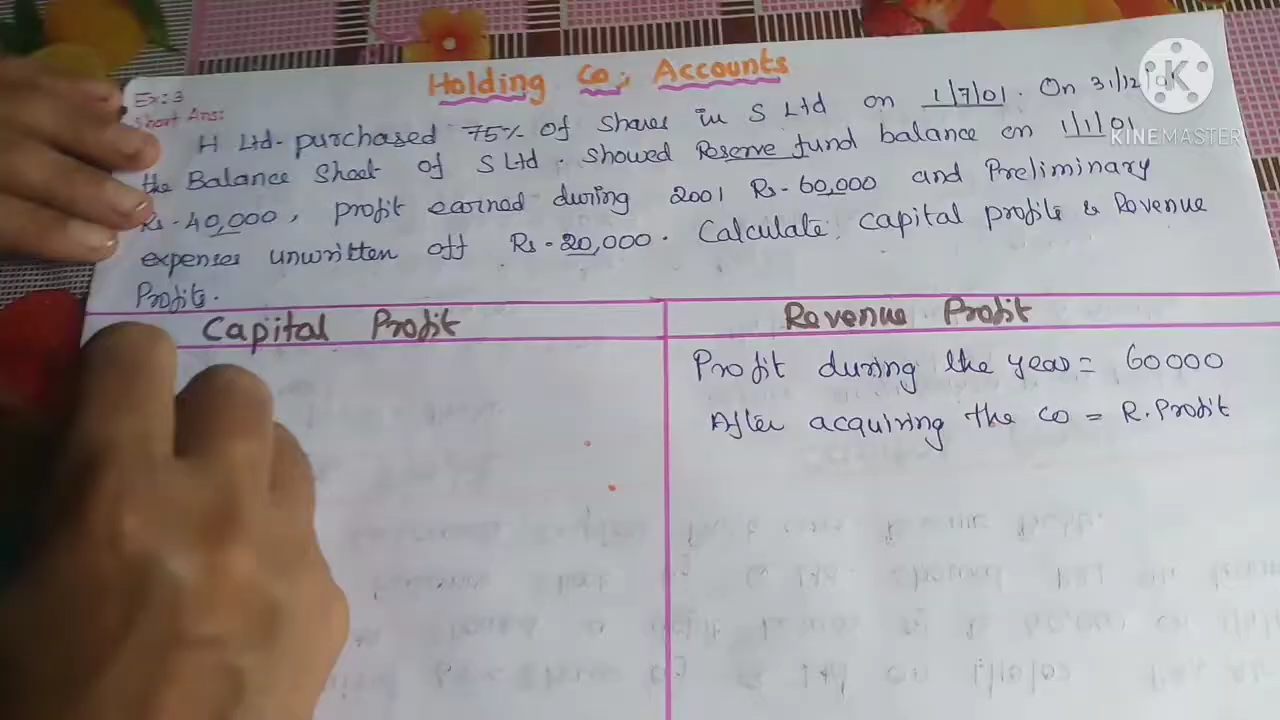 Holding Co; Accounts
Ex: 3
Short Ans:
H Ltd. purchased 75% of shares in S Ltd on 1/7/01. On 31/12/
the Balance Sheet of S Ltd. showed Reserve fund balance on 1/1/01
Rs-40,000, profit earned during 2001 Rs-60,000 and Preliminary
expenses unwritten off Rs-20,000. Calculate capital profits & Revenue
Profits.
Capital Profit
Revenue Profit
Profit during the year = 60000
After acquiring the co = R. Profit
K
KINEMASTER